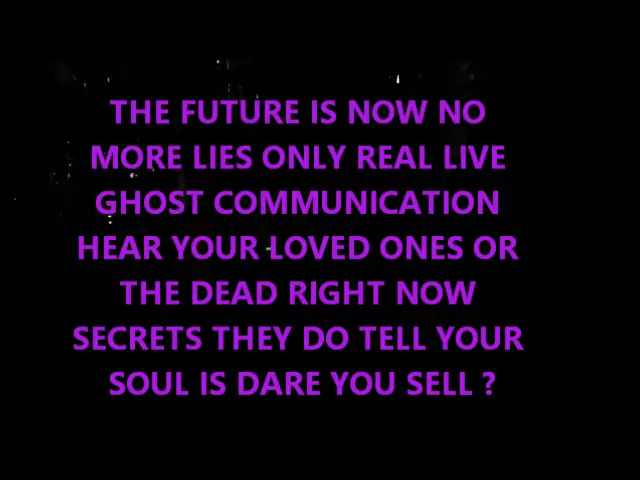 THE FUTURE IS NOW NO
MORE LIES ONLY REAL LIVE
GHOST COMMUNICATION
HEAR YOUR LOVED ONES OR
THE DEAD RIGHT NOW
SECRETS THEY DO TELL YOUR
SOUL IS DARE YOU SELL ?